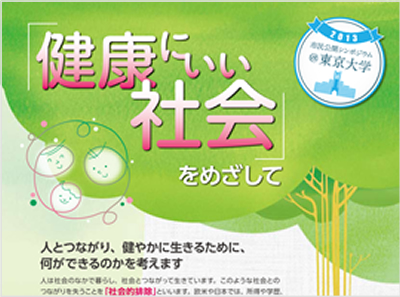 2013
市民公開シンポジウム
@東京大学
「健康にいい
社会」
をめざして
人とつながり、健やかに生きるために、
何ができるのかを考えます
人は社会のなかで暮らし、社会とつながって生きています。このような社会との
つながりを失うことを「社会的排除」といいます。欧米や日本では、所得や学歴、